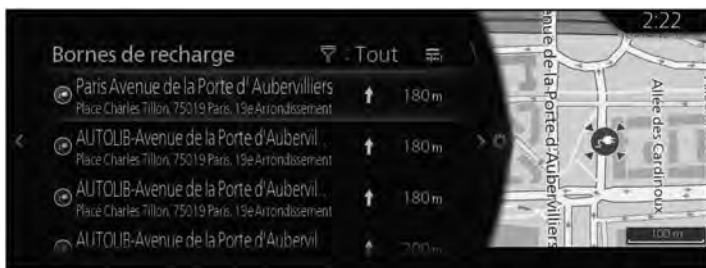 2:22
Bornes de recharge
: Tout
Paris Avenue de la Porte d'Aubervilliers
180 m
Place Charles Tillon, 75019 Paris, 19e Arrondissement
AUTOLIB-Avenue de la Porte d'Aubervil...
180 m
Place Charles Tillon, 75019 Paris, 19e Arrondissement
AUTOLIB-Avenue de la Porte d'Aubervil...
180 m
Place Charles Tillon, 75019 Paris, 19e Arrondissement
AUTOLIB-Avenue de la Porte d'Aubervil
200 m
nue de la Porte d'Aubervilliers
Allée des Cardinoux
100 m